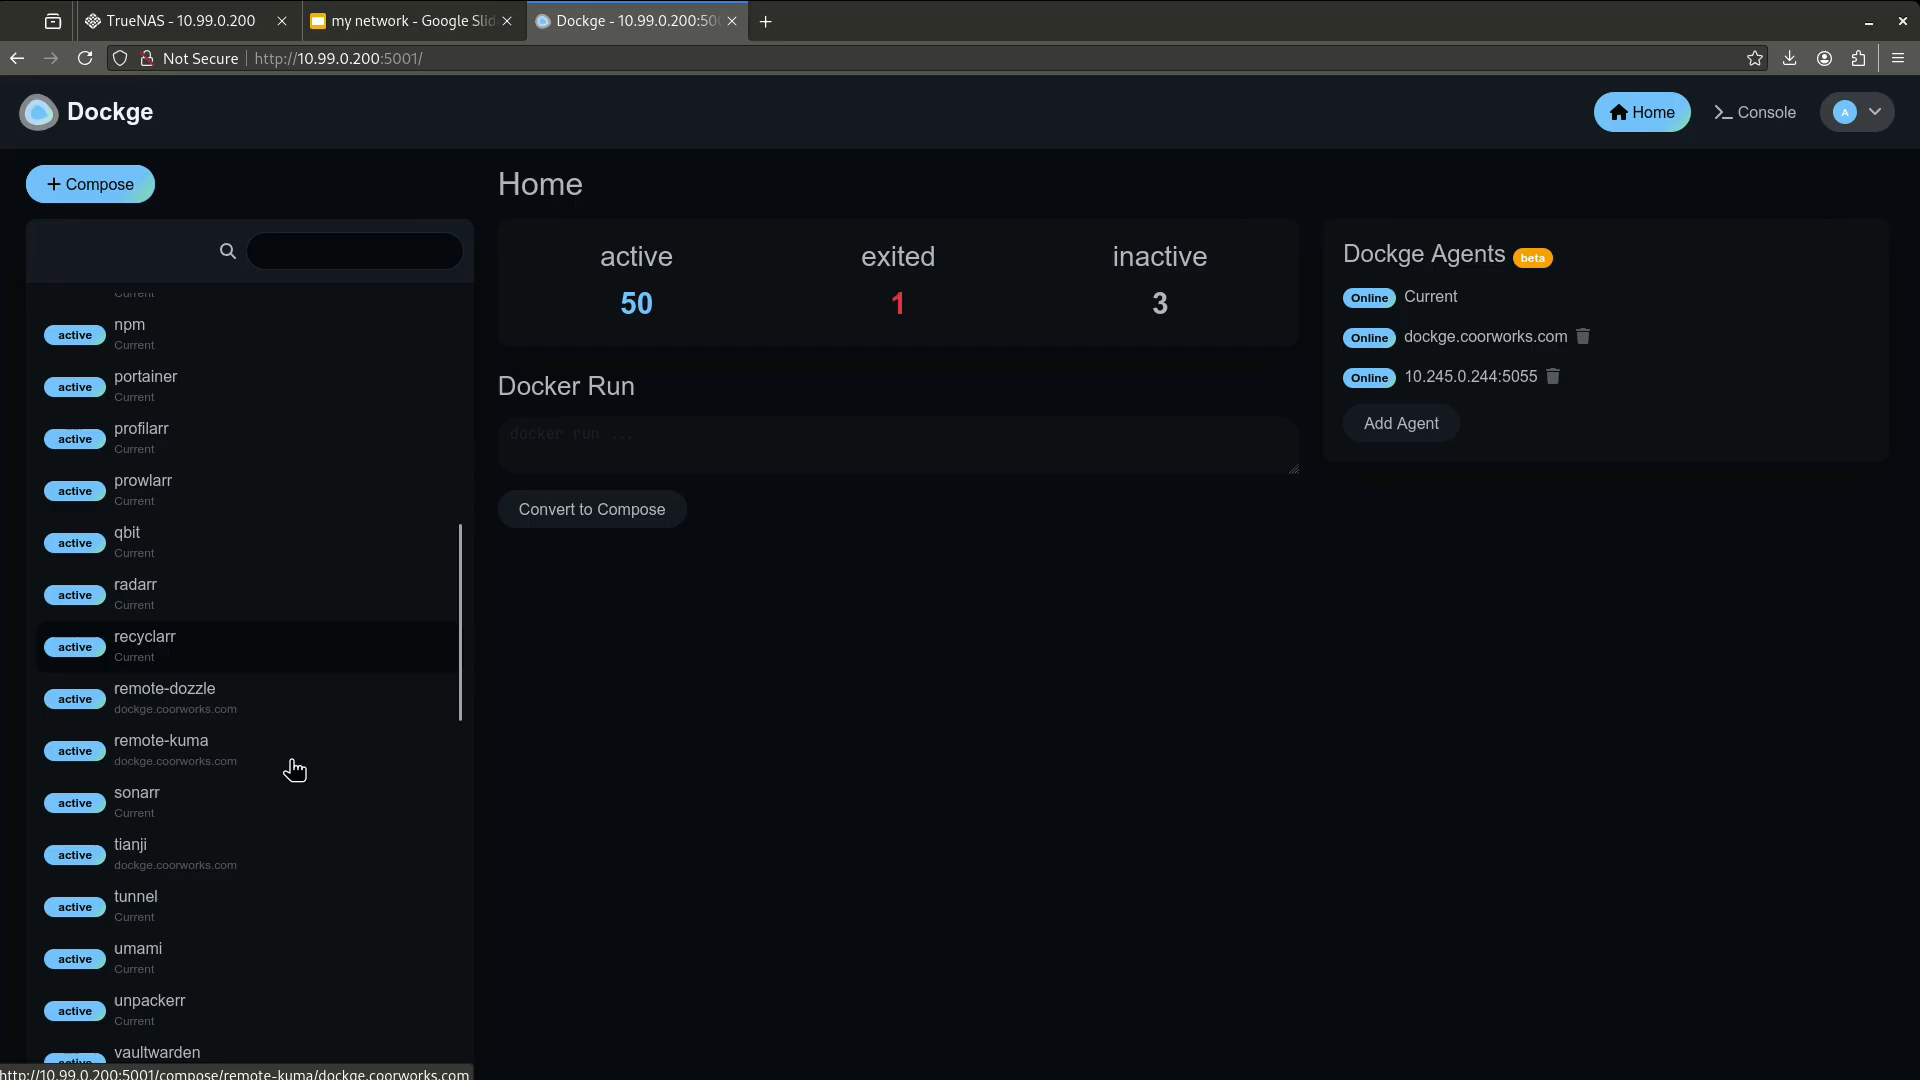 TrueNAS - 10.99.0.200
my network - Google Slid
Dockge - 10.99.0.200:500
Not Secure
http://10.99.0.200:5001/
Dockge
Home
Console
A
+ Compose
Home
active
50
exited
1
inactive
3
Dockge Agents beta
Online Current
Online dockge.coorworks.com
Online 10.245.0.244:5055
Add Agent
Docker Run
docker run ...
Convert to Compose
Current
active npm
Current
active portainer
Current
active profilarr
Current
active prowlarr
Current
active qbit
Current
active radarr
Current
active recyclarr
Current
active remote-dozzle
dockge.coorworks.com
active remote-kuma
dockge.coorworks.com
active sonarr
Current
active tianji
dockge.coorworks.com
active tunnel
Current
active umami
Current
active unpackerr
Current
active vaultwarden
http://10.99.0.200:5001/compose/remote-kuma/dockge.coorworks.com